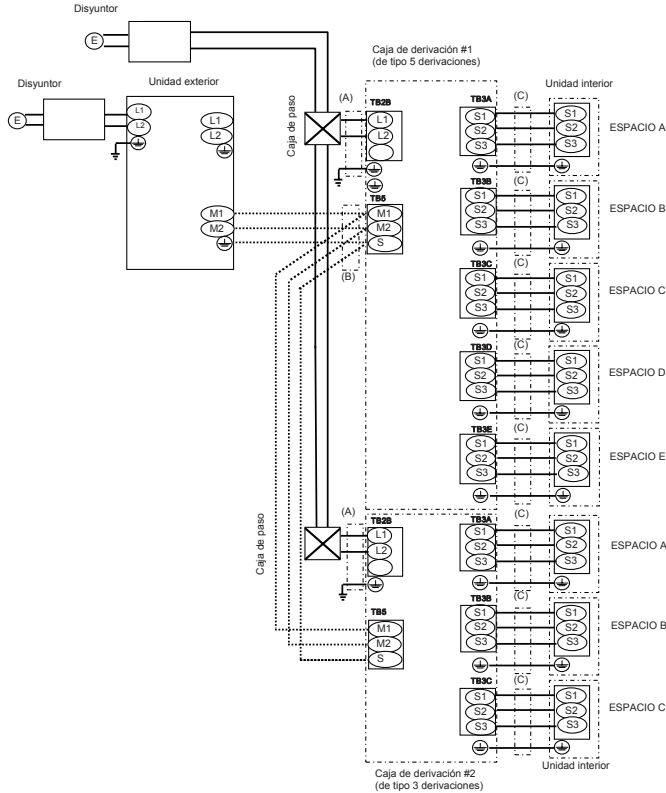 Disyuntor
E
Disyuntor
E
Unidad exterior
L1
L2
L1
L2
M1
M2
Caja de paso
(A)
(B)
Caja de derivación #1
(de tipo 5 derivaciones)
TB2B
L1
L2
TB5
M1
M2
S
Unidad interior
TB3A
(C)
S1 S1
S2 S2
S3 S3
ESPACIO A
TB3B
(C)
S1 S1
S2 S2
S3 S3
ESPACIO B
TB3C
(C)
S1 S1
S2 S2
S3 S3
ESPACIO C
TB3D
(C)
S1 S1
S2 S2
S3 S3
ESPACIO D
TB3E
(C)
S1 S1
S2 S2
S3 S3
ESPACIO E
Caja de paso
(A)
TB2B
L1
L2
TB5
M1
M2
S
TB3A
(C)
S1 S1
S2 S2
S3 S3
ESPACIO A
TB3B
(C)
S1 S1
S2 S2
S3 S3
ESPACIO B
TB3C
(C)
S1 S1
S2 S2
S3 S3
ESPACIO C
Unidad interior
Caja de derivación #2
(de tipo 3 derivaciones)